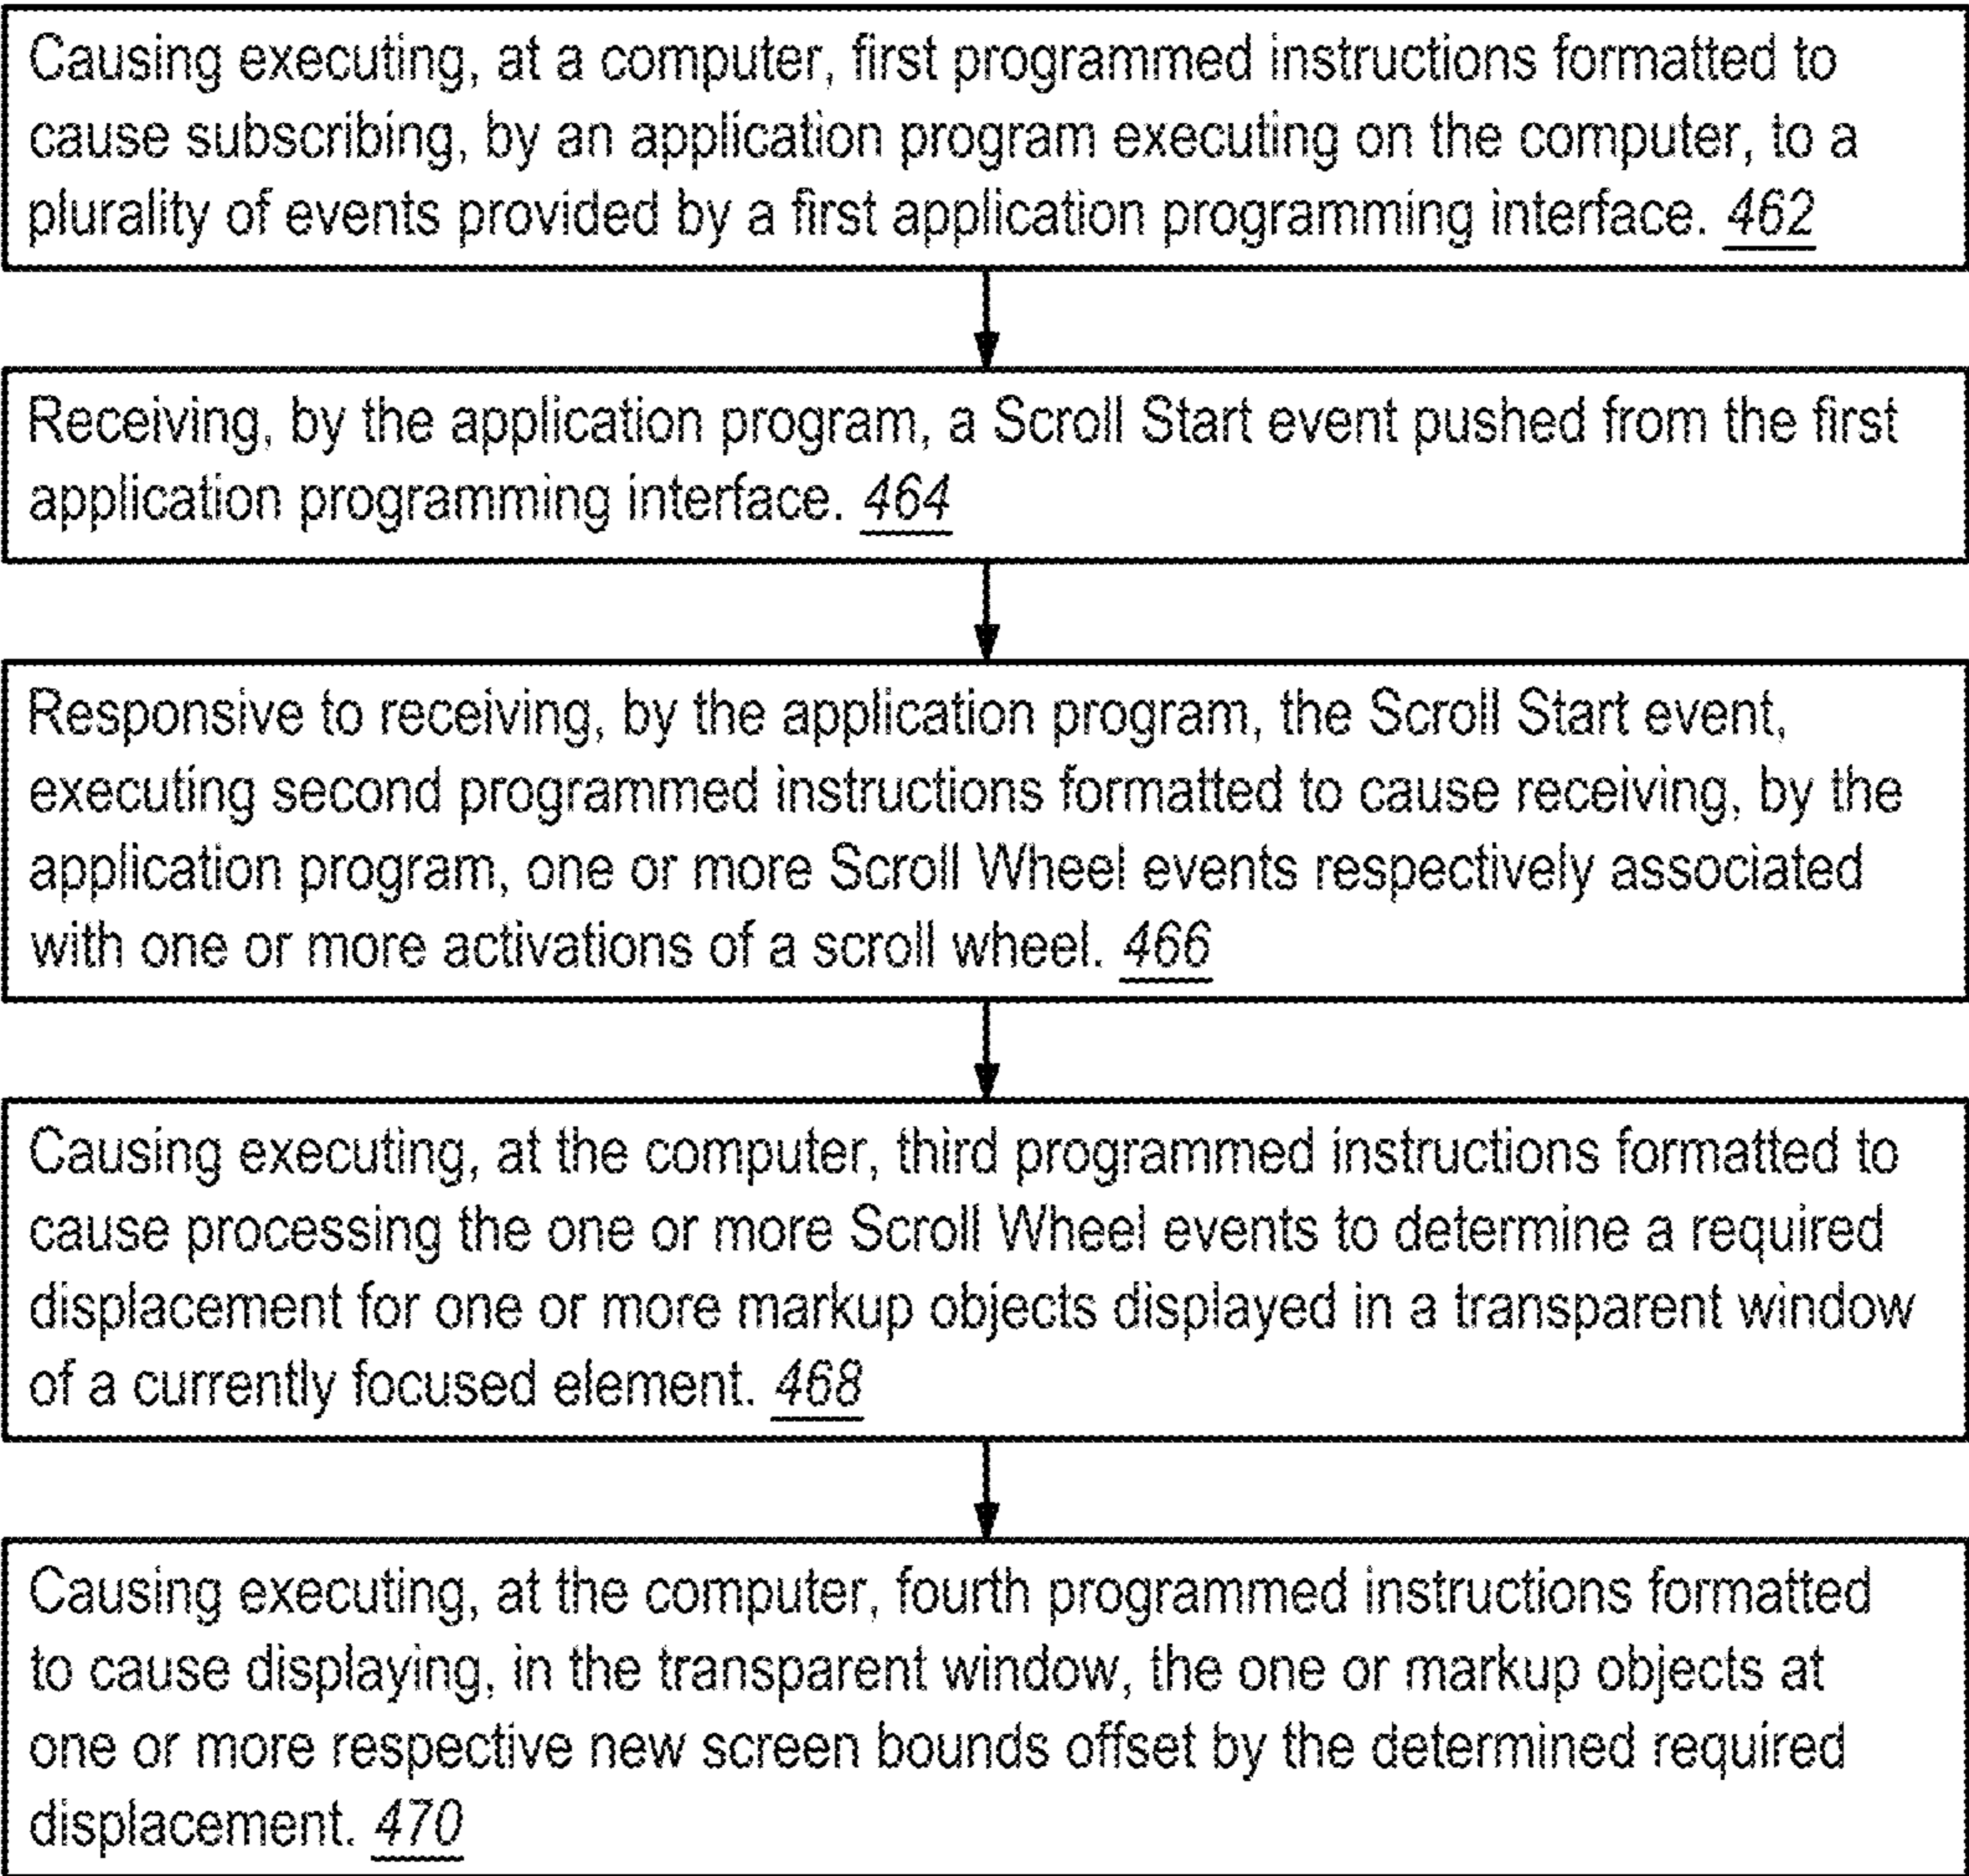 Causing executing, at a computer, first programmed instructions formatted to
cause subscribing, by an application program executing on the computer, to a
plurality of events provided by a first application programming interface. 462
Receiving, by the application program, a Scroll Start event pushed from the first
application programming interface. 464
Responsive to receiving, by the application program, the Scroll Start event,
executing second programmed instructions formatted to cause receiving, by the
application program, one or more Scroll Wheel events respectively associated
with one or more activations of a scroll wheel. 466
Causing executing, at the computer, third programmed instructions formatted to
cause processing the one or more Scroll Wheel events to determine a required
displacement for one or more markup objects displayed in a transparent window
of a currently focused element. 468
Causing executing, at the computer, fourth programmed instructions formatted
to cause displaying, in the transparent window, the one or markup objects at
one or more respective new screen bounds offset by the determined required
displacement. 470